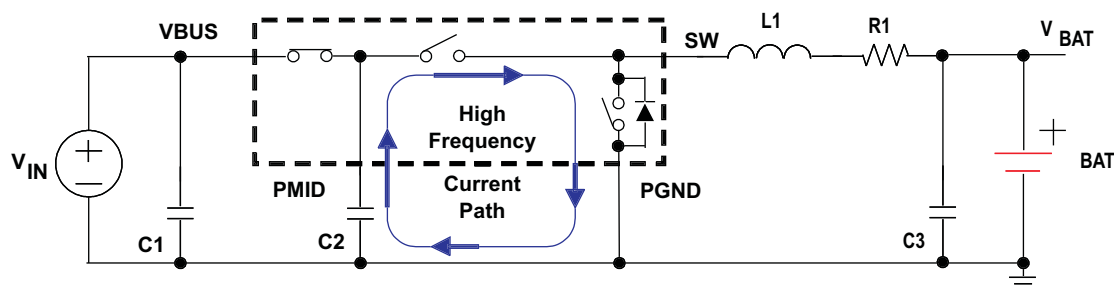 VBUS
SW
L1
R1
V BAT
High
Frequency
Current
Path
V IN
+
−
PMID
PGND
+
BAT
C1
C2
C3